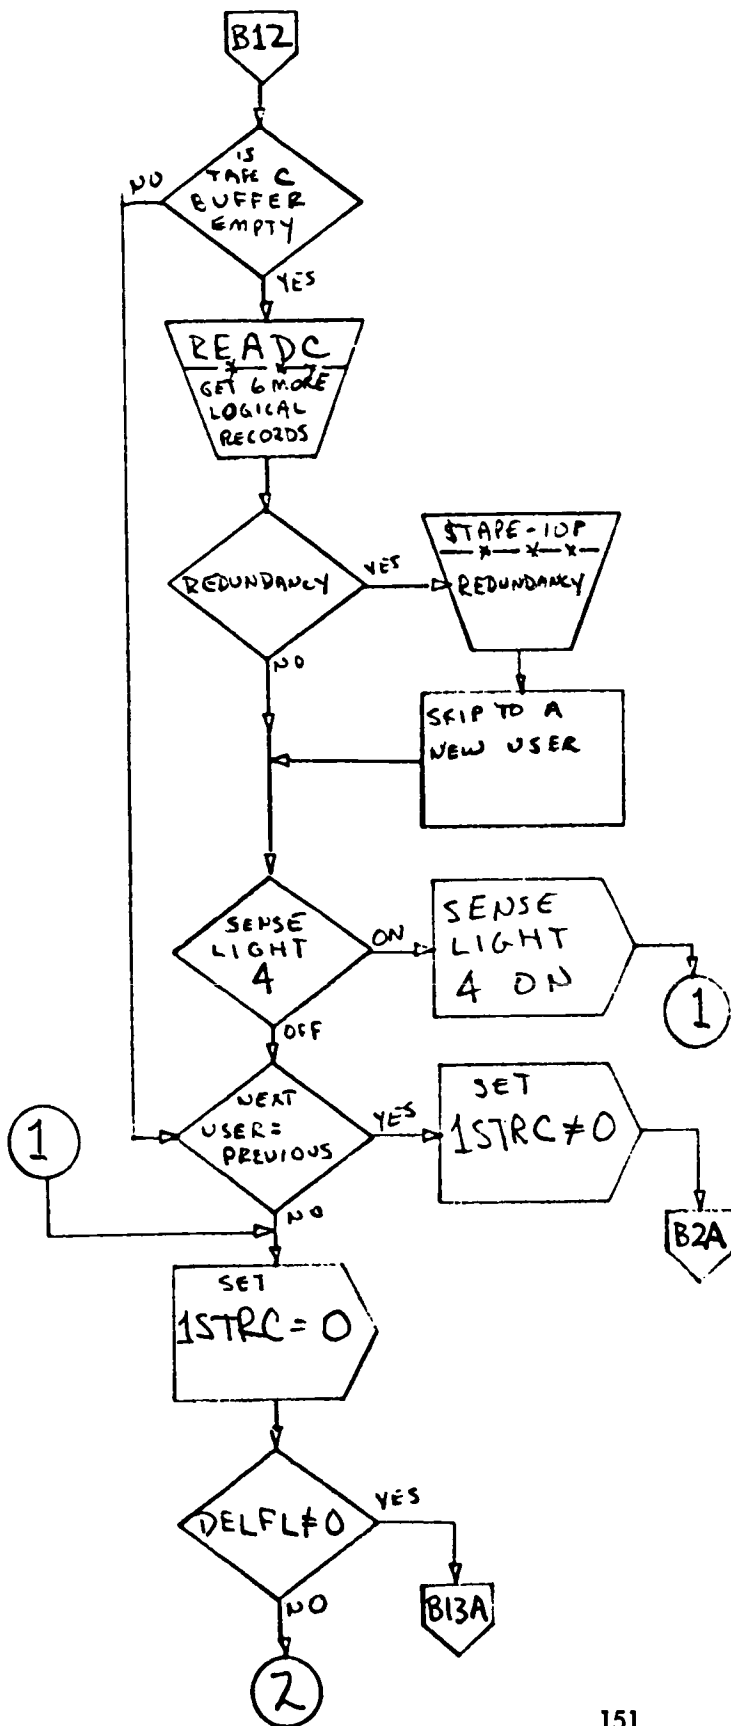 B12
IS
TAPE C
BUFFER
EMPTY
NO
YES
READC
GET 6 MORE
LOGICAL
RECORDS
REDUNDANCY
YES
NO
$TAPE-IOP
REDUNDANCY
SKIP TO A
NEW USER
SENSE
LIGHT
4
ON
OFF
SENSE
LIGHT
4 ON
1
NEXT
USER=
PREVIOUS
YES
NO
SET
1STRC≠0
B2A
1
SET
1STRC=0
DELFL≠0
YES
NO
B13A
2
151